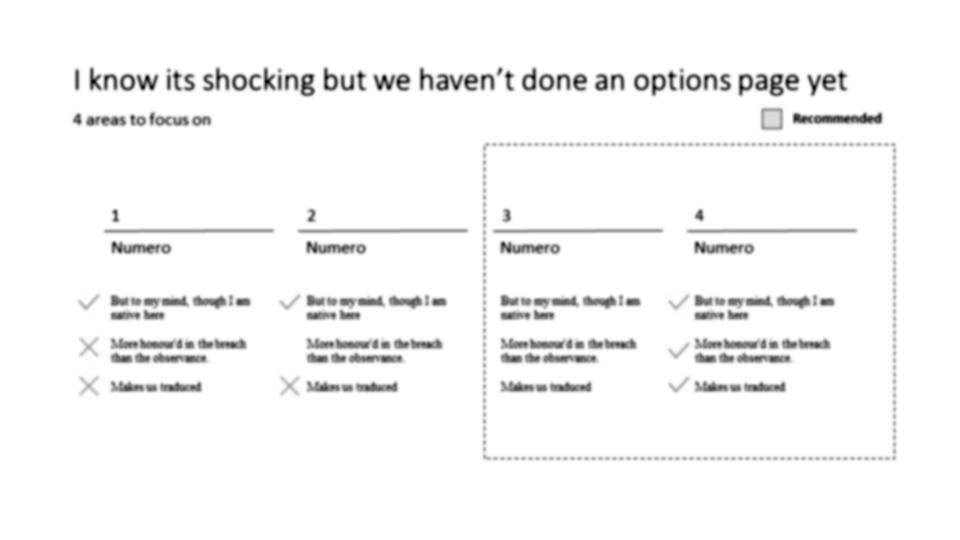 I know its shocking but we haven't done an options page yet
4 areas to focus on
Recommended
1
Numero
But to my mind, though I am
native here
More honour'd in the breach
than the observance.
Makes us traduced
2
Numero
But to my mind, though I am
native here
More honour'd in the breach
than the observance.
Makes us traduced
3
Numero
But to my mind, though I am
native here
More honour'd in the breach
than the observance.
Makes us traduced
4
Numero
But to my mind, though I am
native here
More honour'd in the breach
than the observance.
Makes us traduced